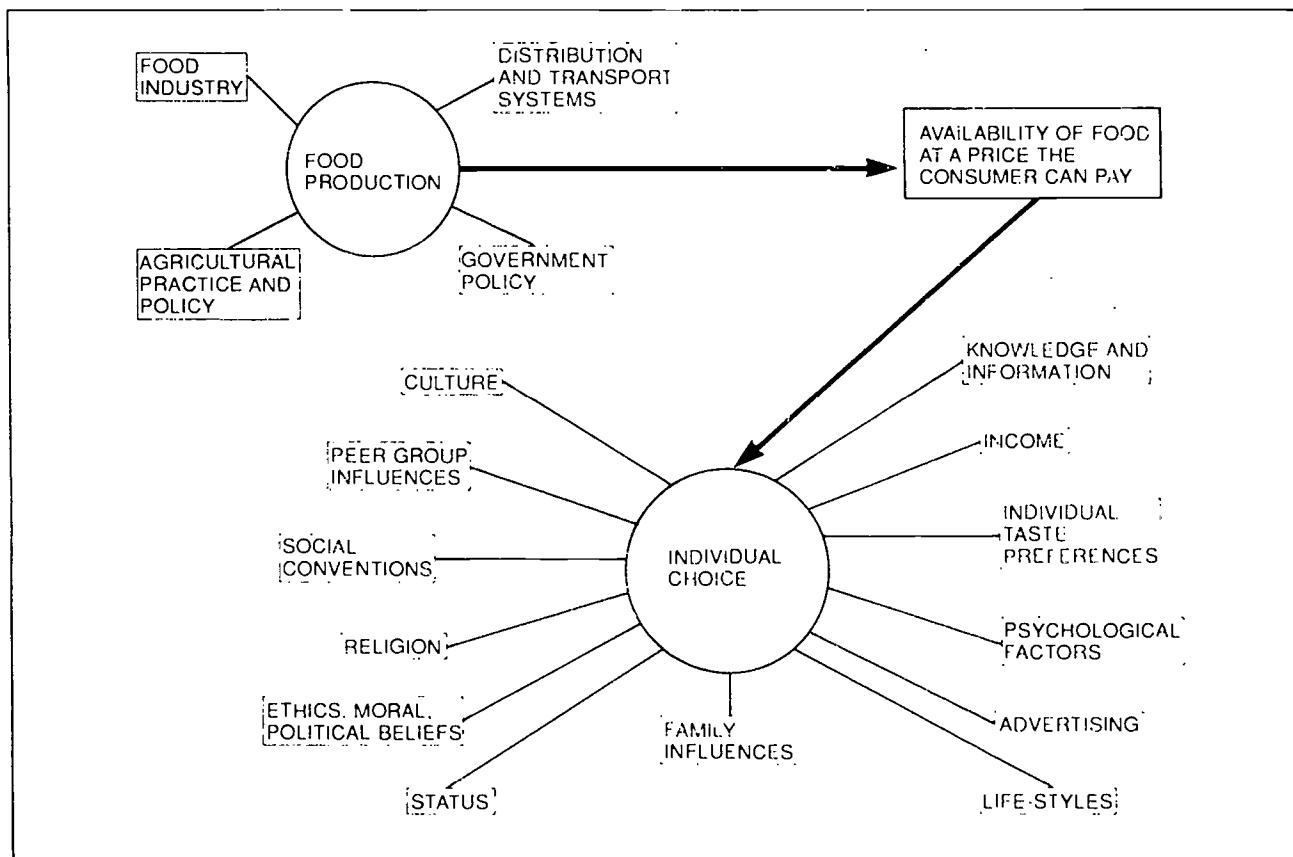 FOOD
INDUSTRY
DISTRIBUTION
AND TRANSPORT
SYSTEMS
FOOD
PRODUCTION
AVAILABILITY OF FOOD
AT A PRICE THE
CONSUMER CAN PAY
AGRICULTURAL
PRACTICE AND
POLICY
GOVERNMENT
POLICY
CULTURE
KNOWLEDGE AND
INFORMATION
PEER GROUP
INFLUENCES
INCOME
SOCIAL
CONVENTIONS
INDIVIDUAL
TASTE
PREFERENCES
INDIVIDUAL
CHOICE
RELIGION
PSYCHOLOGICAL
FACTORS
ETHICS. MORAL,
POLITICAL BELIEFS
FAMILY
INFLUENCES
ADVERTISING
STATUS
LIFE-STYLES